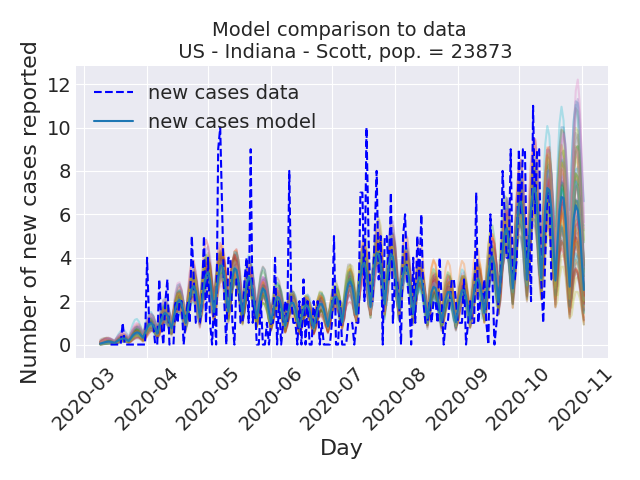 Model comparison to data
US - Indiana - Scott, pop. = 23873
Number of new cases reported
12
10
8
6
4
2
0
new cases data
new cases model
2020-03
2020-04
2020-05
2020-06
2020-07
2020-08
2020-09
2020-10
2020-11
Day